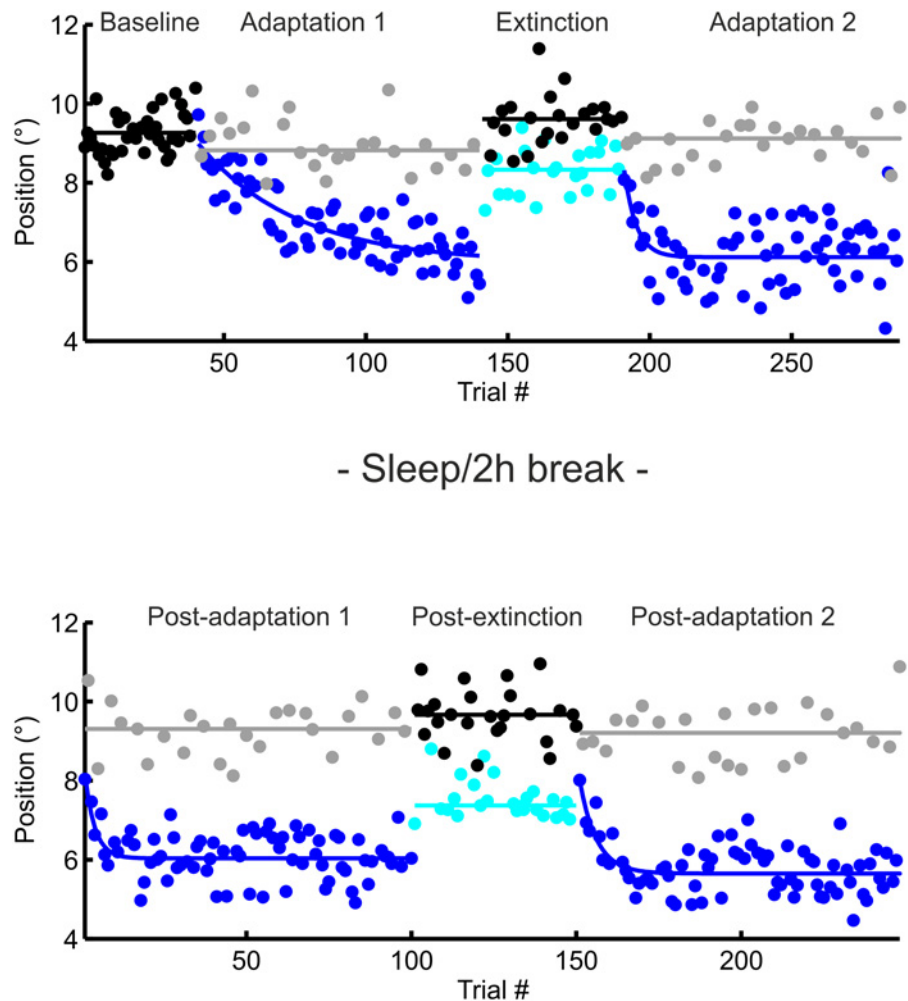 Baseline Adaptation 1 Extinction Adaptation 2
12
10
8
6
4
Position (°)
50 100 150 200 250
Trial #
- Sleep/2h break -
Post-adaptation 1 Post-extinction Post-adaptation 2
12
10
8
6
4
Position (°)
50 100 150 200
Trial #